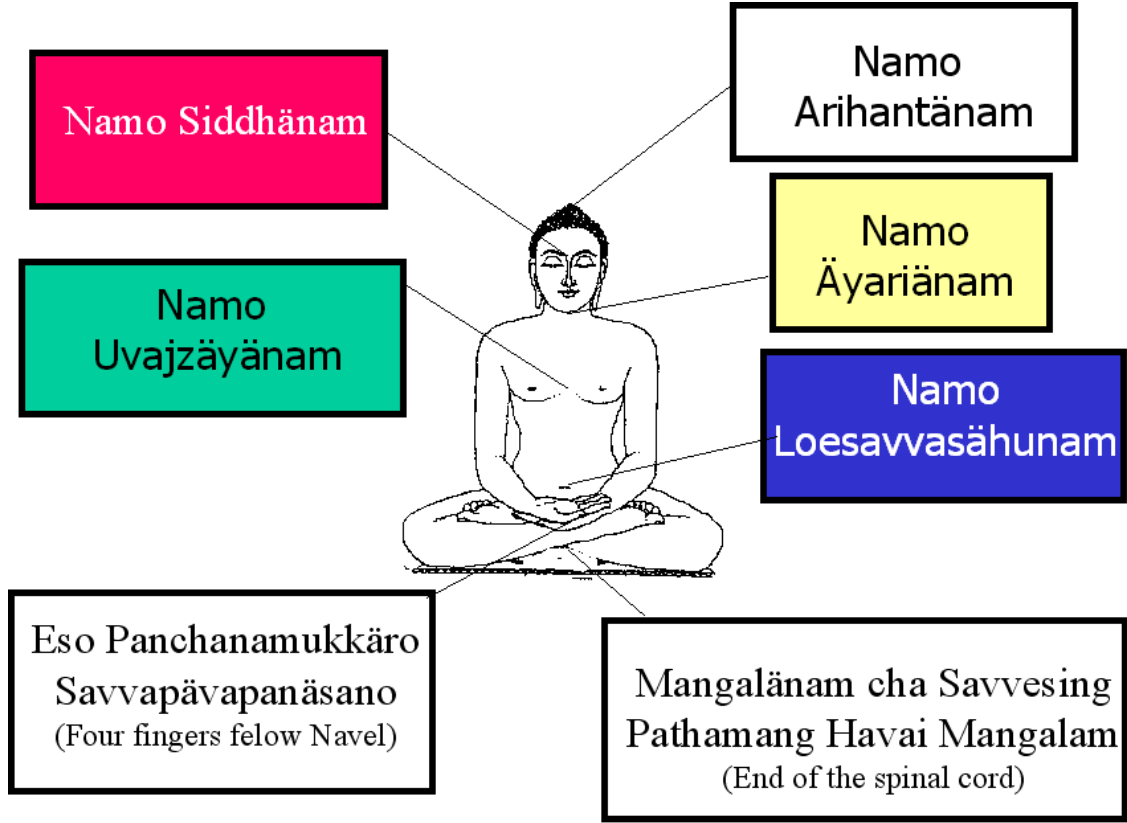 Namo Siddhänam
Namo
Arihantänam
Namo
Äyariänam
Namo
Uvajzäyänam
Namo
Loesavvasähunam
Eso Panchanamukkäro
Savvapävapanäsano
(Four fingers felow Navel)
Mangalänam cha Savvesing
Pathamang Havai Mangalam
(End of the spinal cord)